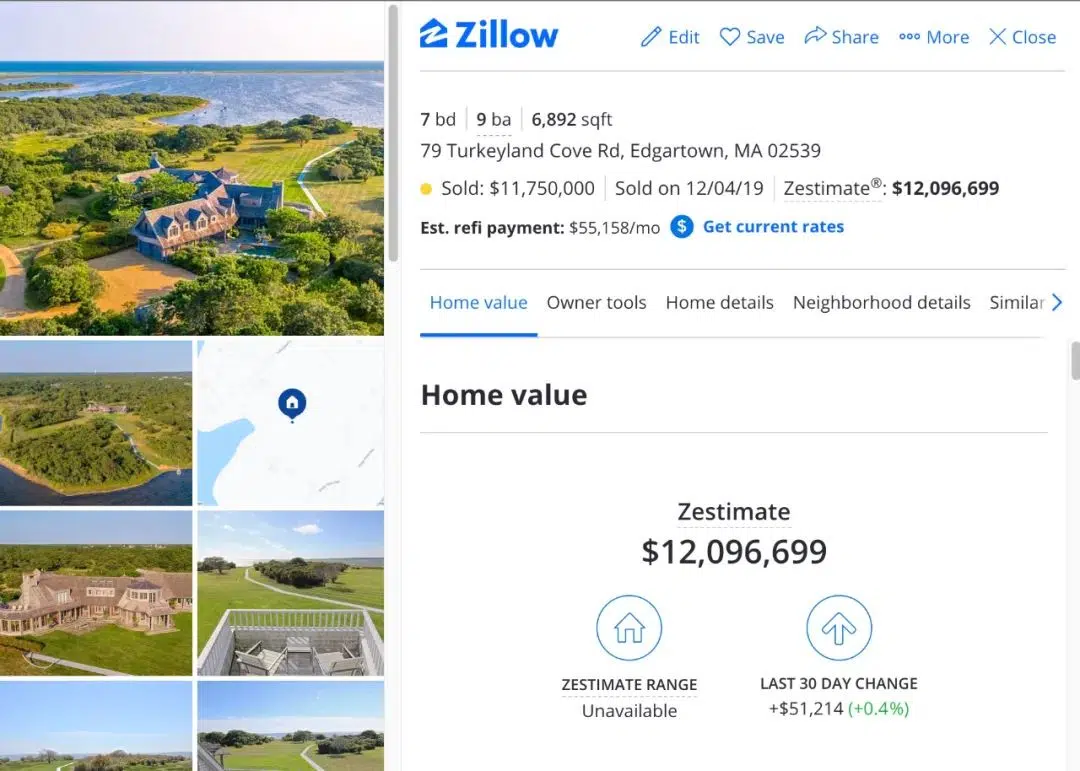 Zillow
Edit Save Share More Close
7 bd 9 ba 6,892 sqft
79 Turkeyland Cove Rd, Edgartown, MA 02539
Sold: $11,750,000 Sold on 12/04/19 Zestimate®: $12,096,699
Est. refi payment: $55,158/mo $ Get current rates
Home value Owner tools Home details Neighborhood details Similar
Home value
Zestimate
$12,096,699
ZESTIMATE RANGE
Unavailable
LAST 30 DAY CHANGE
+$51,214 (+0.4%)